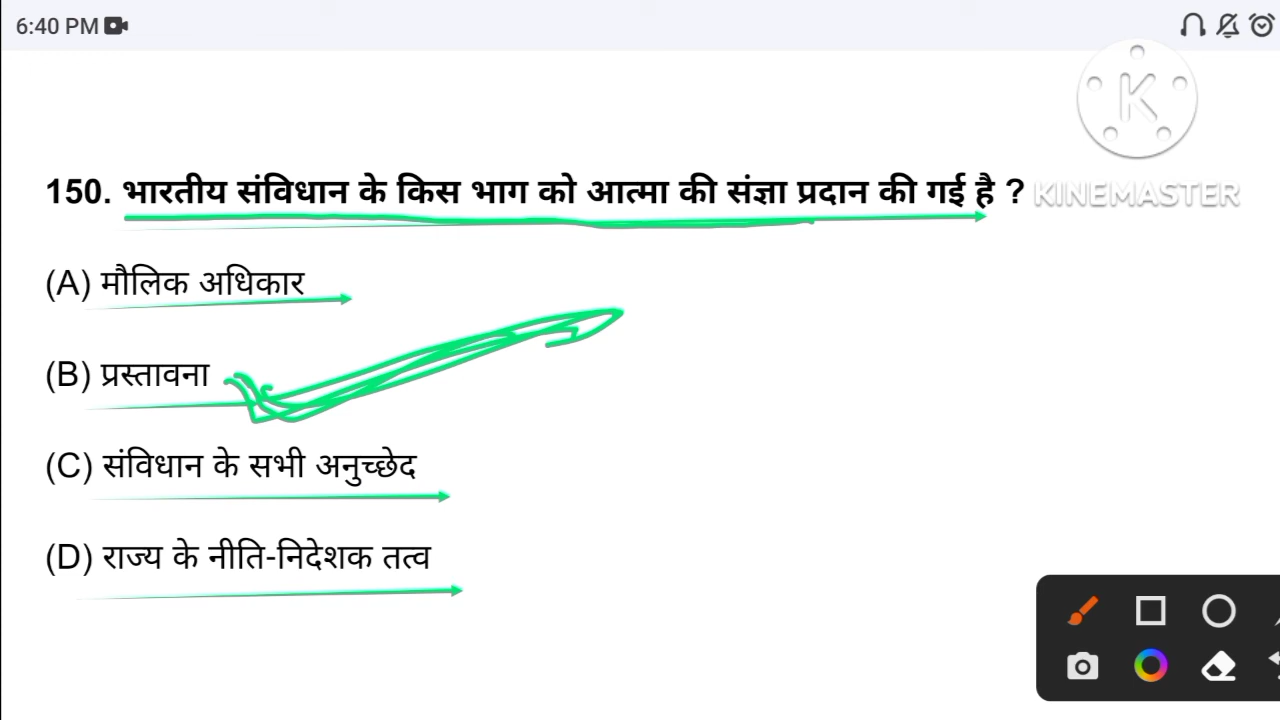 6:40 PM
150. भारतीय संविधान के किस भाग को आत्मा की संज्ञा प्रदान की गई है ?
KINEMASTER
(A) मौलिक अधिकार
(B) प्रस्तावना
(C) संविधान के सभी अनुच्छेद
(D) राज्य के नीति-निदेशक तत्व